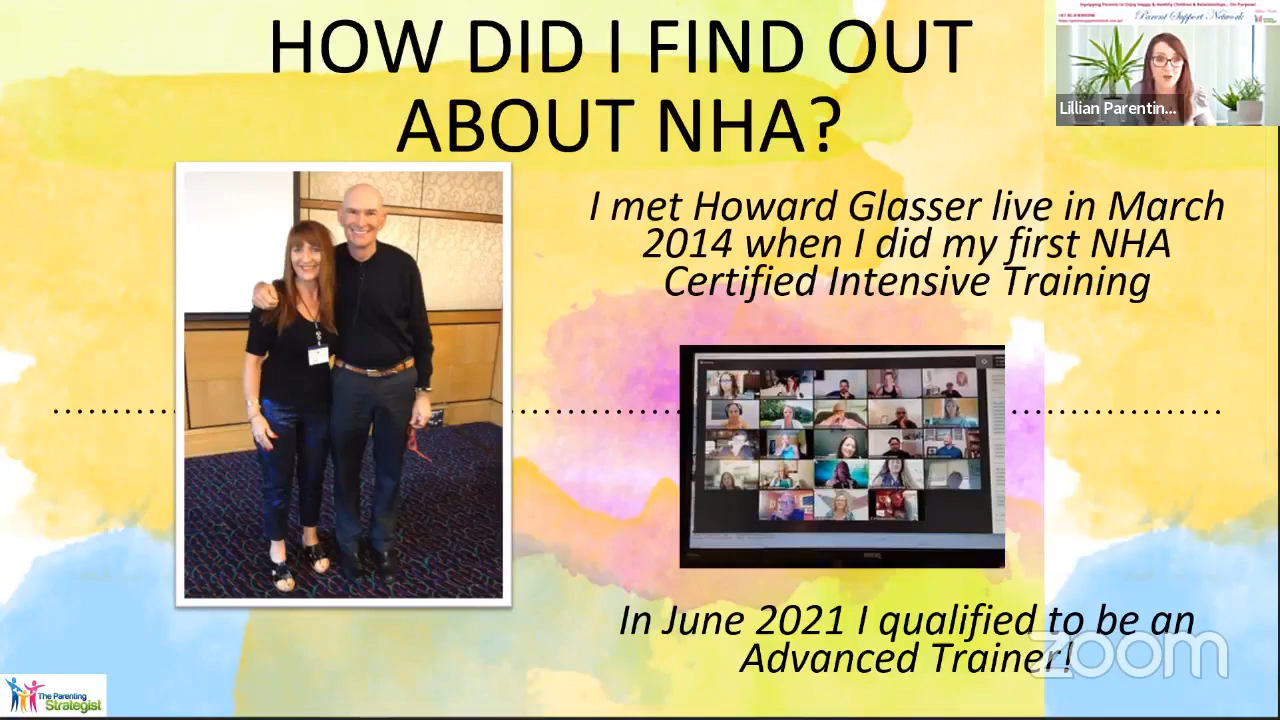 HOW DID I FIND OUT
ABOUT NHA?
Parent Support Network
Lillian Parentin...
I met Howard Glasser live in March
2014 when I did my first NHA
Certified Intensive Training
In June 2021 I qualified to be an
Advanced Trainer!
zoom
The Parenting
Strategist